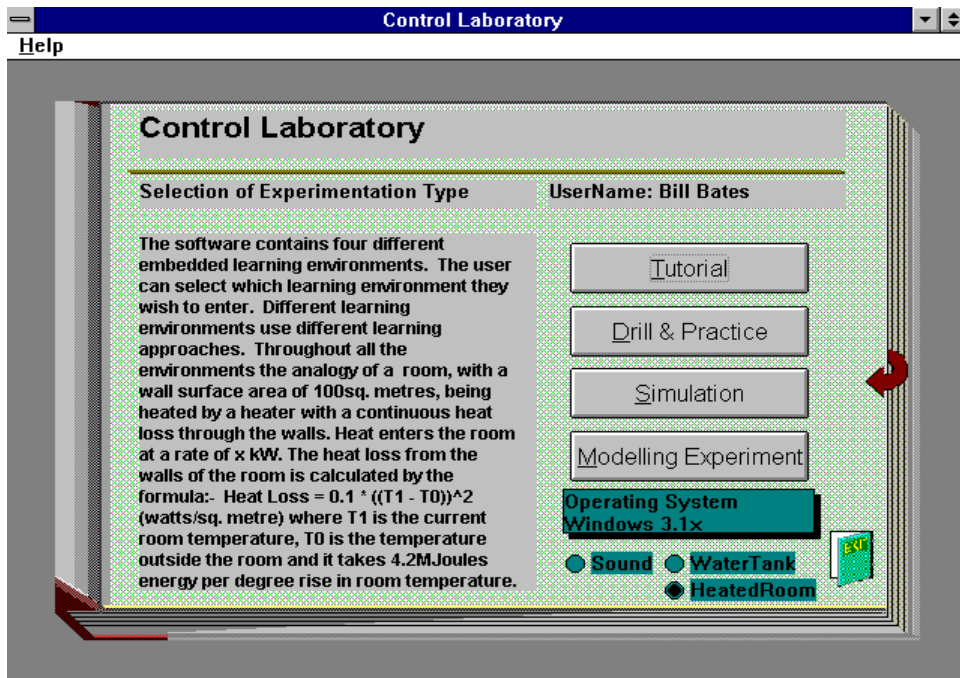 Control Laboratory
Help
Control Laboratory
Selection of Experimentation Type
UserName: Bill Bates
The software contains four different
embedded learning environments. The user
can select which learning environment they
wish to enter. Different learning
environments use different learning
approaches. Throughout all the
environments the analogy of a room, with a
wall surface area of 100sq. metres, being
heated by a heater with a continuous heat
loss through the walls. Heat enters the room
at a rate of x kW. The heat loss from the
walls of the room is calculated by the
formula:- Heat Loss = 0.1 * ((T1 - T0))^2
(watts/sq. metre) where T1 is the current
room temperature, T0 is the temperature
outside the room and it takes 4.2MJoules
energy per degree rise in room temperature.
Tutorial
Drill & Practice
Simulation
Modelling Experiment
Operating System
Windows 3.1x
Sound
WaterTank
HeatedRoom
EXIT